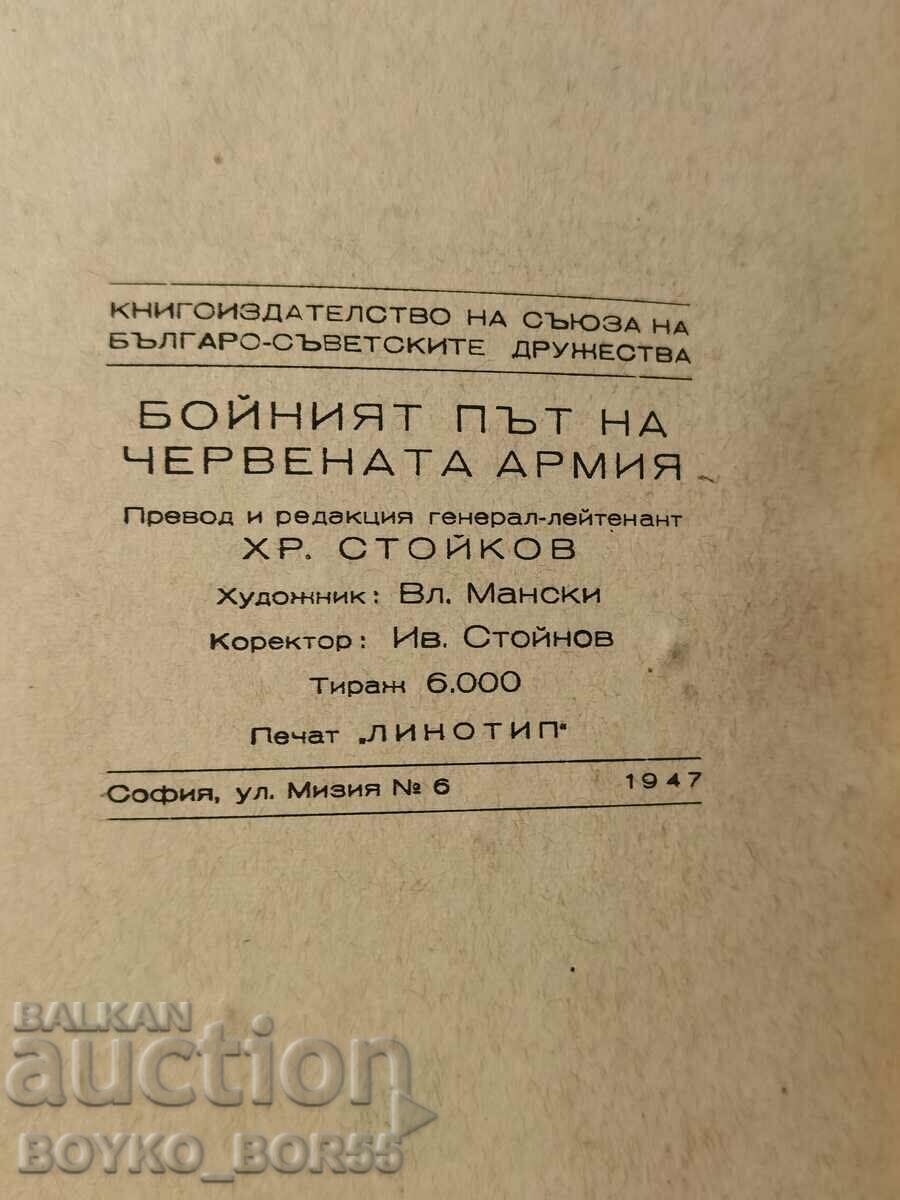 КНИГОИЗДАТЕЛСТВО НА СЪЮЗА НА
БЪЛГАРО-СЪВЕТСКИТЕ ДРУЖЕСТВА
БОЙНИЯТ ПЪТ НА
ЧЕРВЕНАТА АРМИЯ
Превод и редакция генерал-лейтенант
ХР. СТОЙКОВ
Художник: Вл. Мански
Коректор: Ив. Стойнов
Тираж 6.000
Печат „ЛИНОТИП“
София, ул. Мизия № 6 1947
BALKAN
auction
BOYKO_BOR55